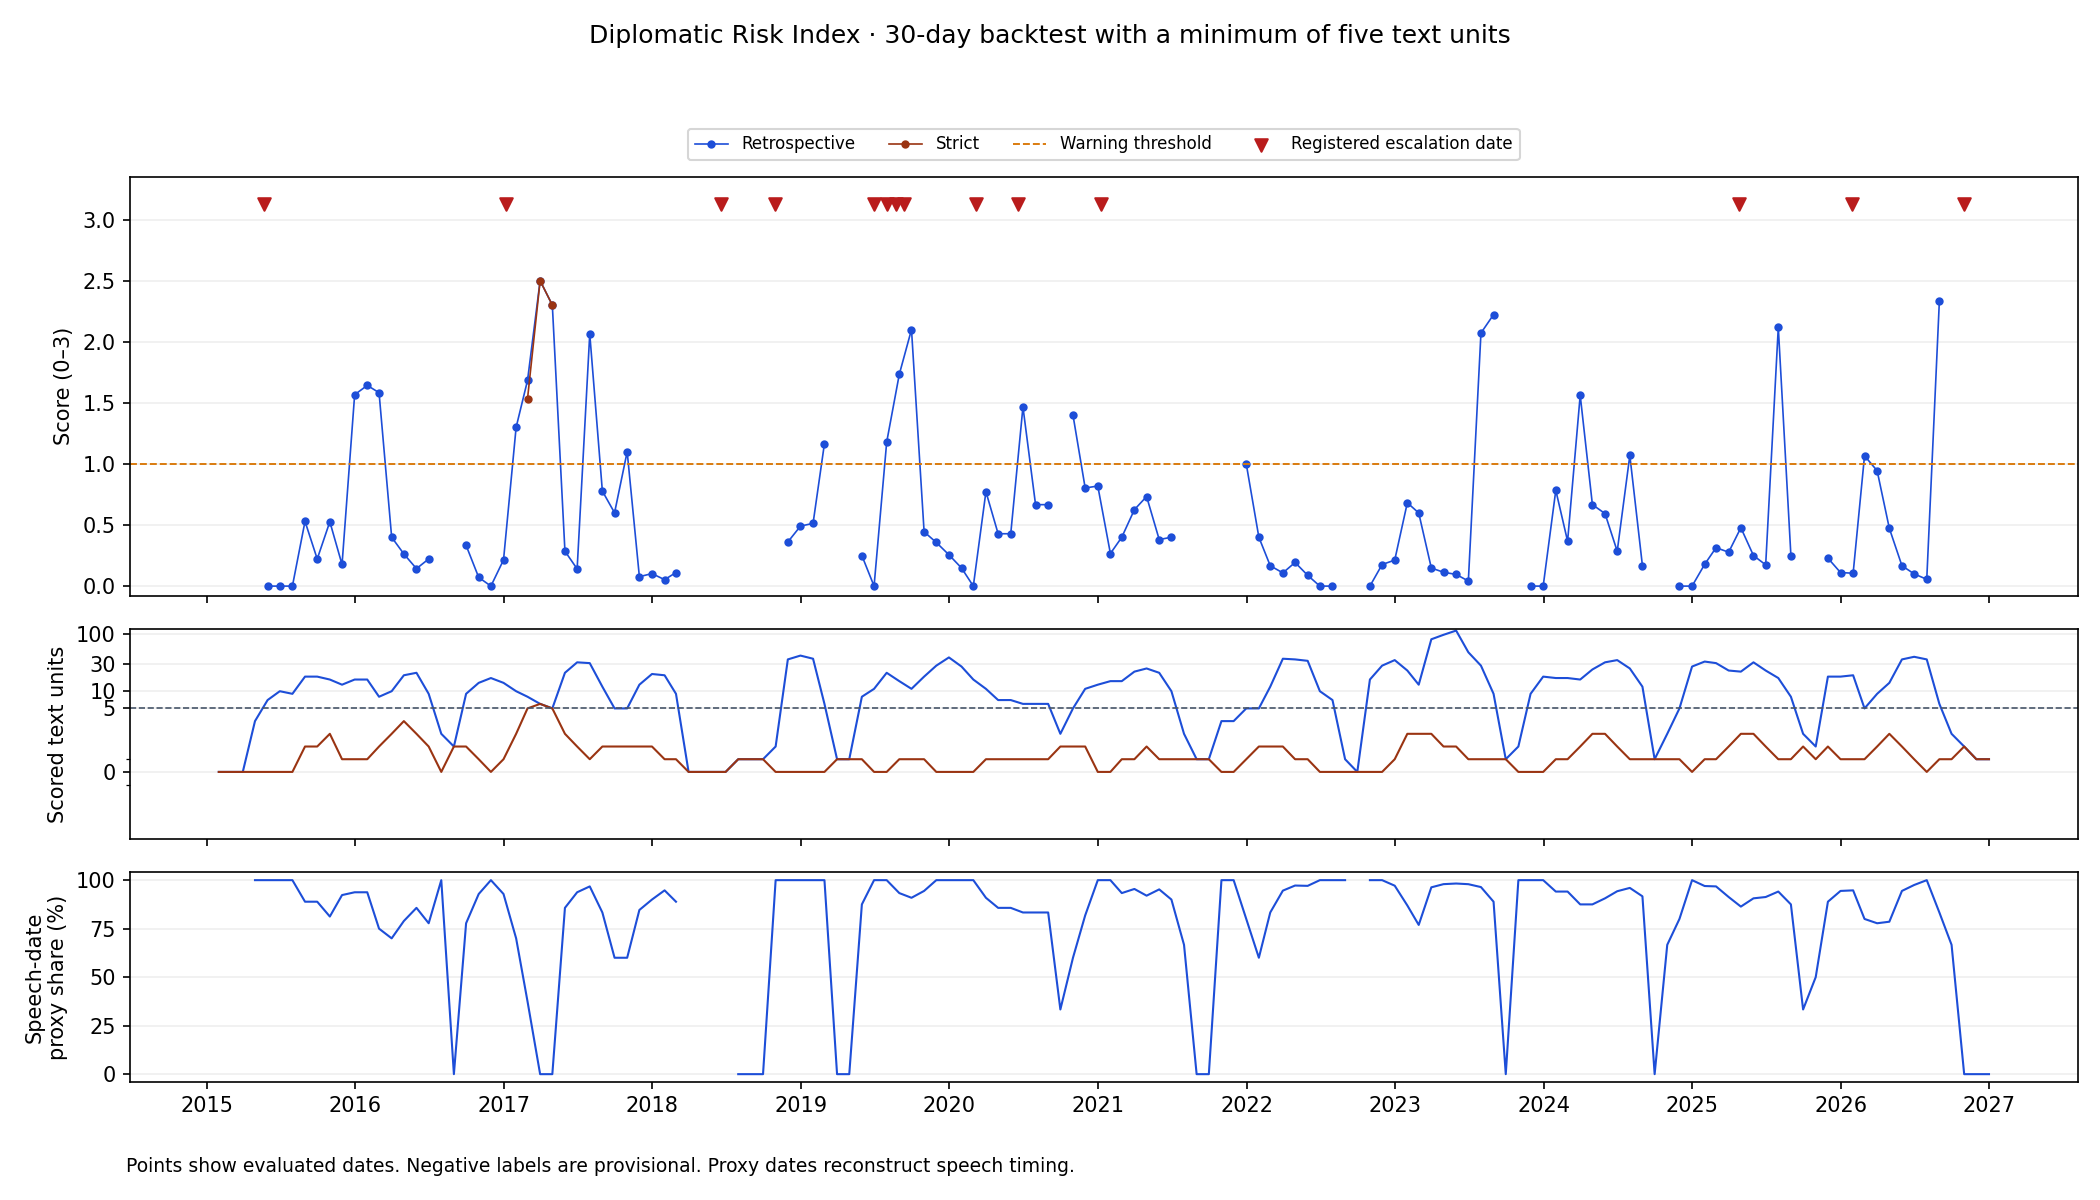 Diplomatic Risk Index · 30-day backtest with a minimum of five text units
Retrospective
Strict
Warning threshold
Registered escalation date
Score (0–3)
3.0
2.5
2.0
1.5
1.0
0.5
0.0
Scored text units
100
30
10
5
0
Speech-date
proxy share (%)
100
75
50
25
0
2015 2016 2017 2018 2019 2020 2021 2022 2023 2024 2025 2026 2027
Points show evaluated dates. Negative labels are provisional. Proxy dates reconstruct speech timing.